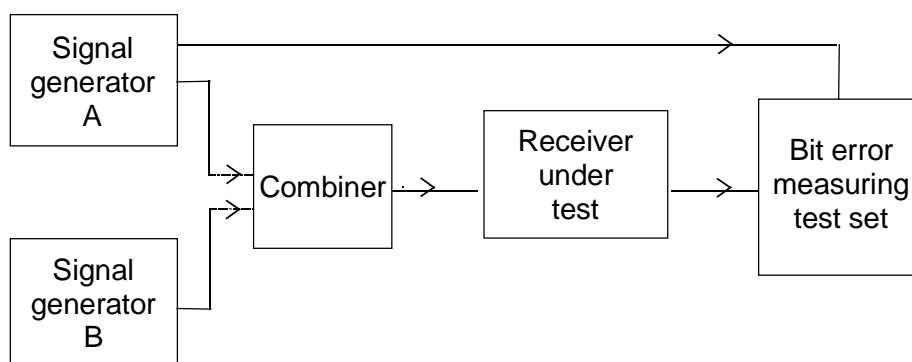 Signal
generator
A
Combiner
Receiver
under
test
Bit error
measuring
test set
Signal
generator
B